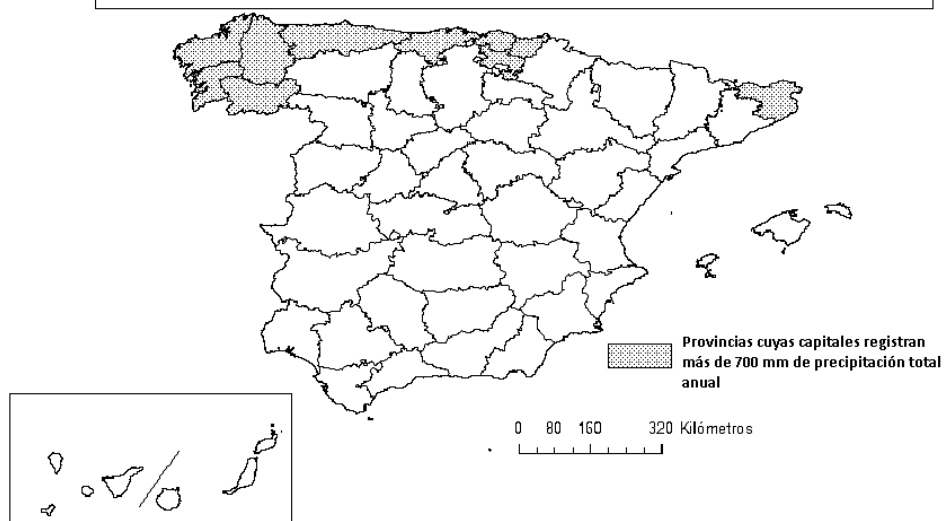 Provincias cuyas capitales registran
más de 700 mm de precipitación total
anual
0 80 160 320 Kilómetros